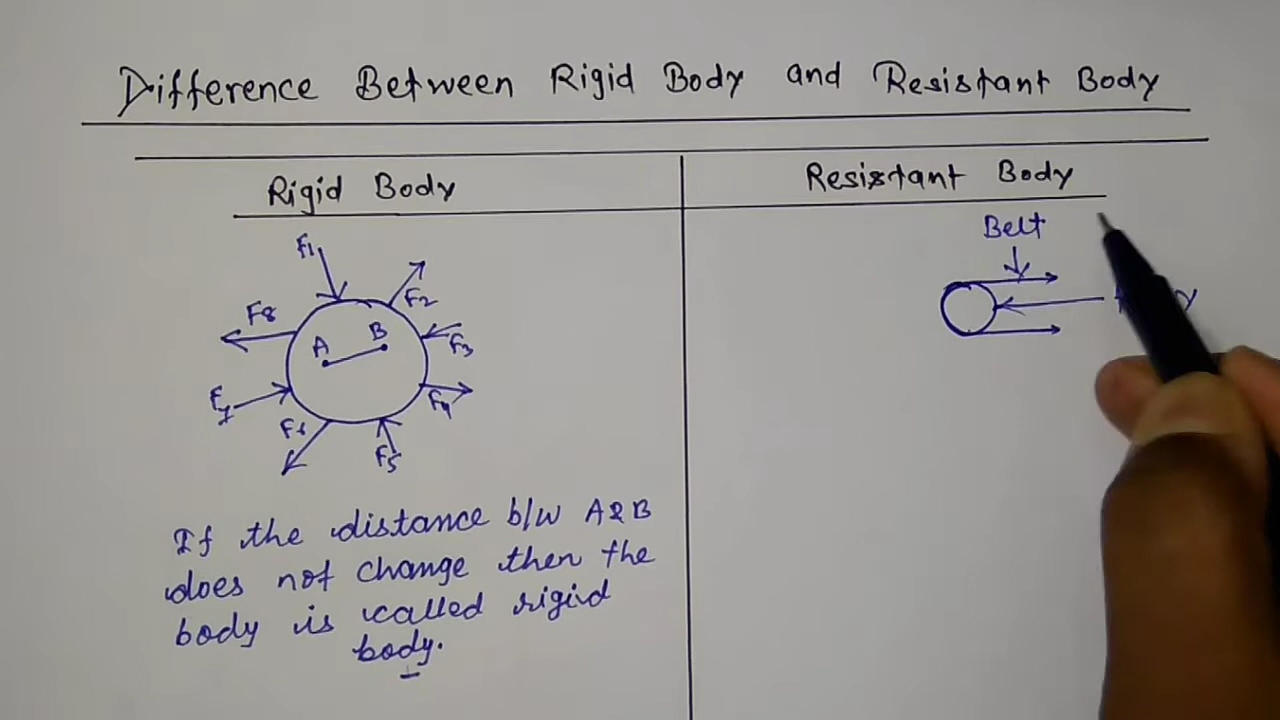 Difference Between Rigid Body and Resistant Body
Rigid Body
Resistant Body
F1
F2
F8
F3
A
B
F7
F4
F6
F5
Belt
If the distance b/w A & B
does not change then the
body is called rigid
body.